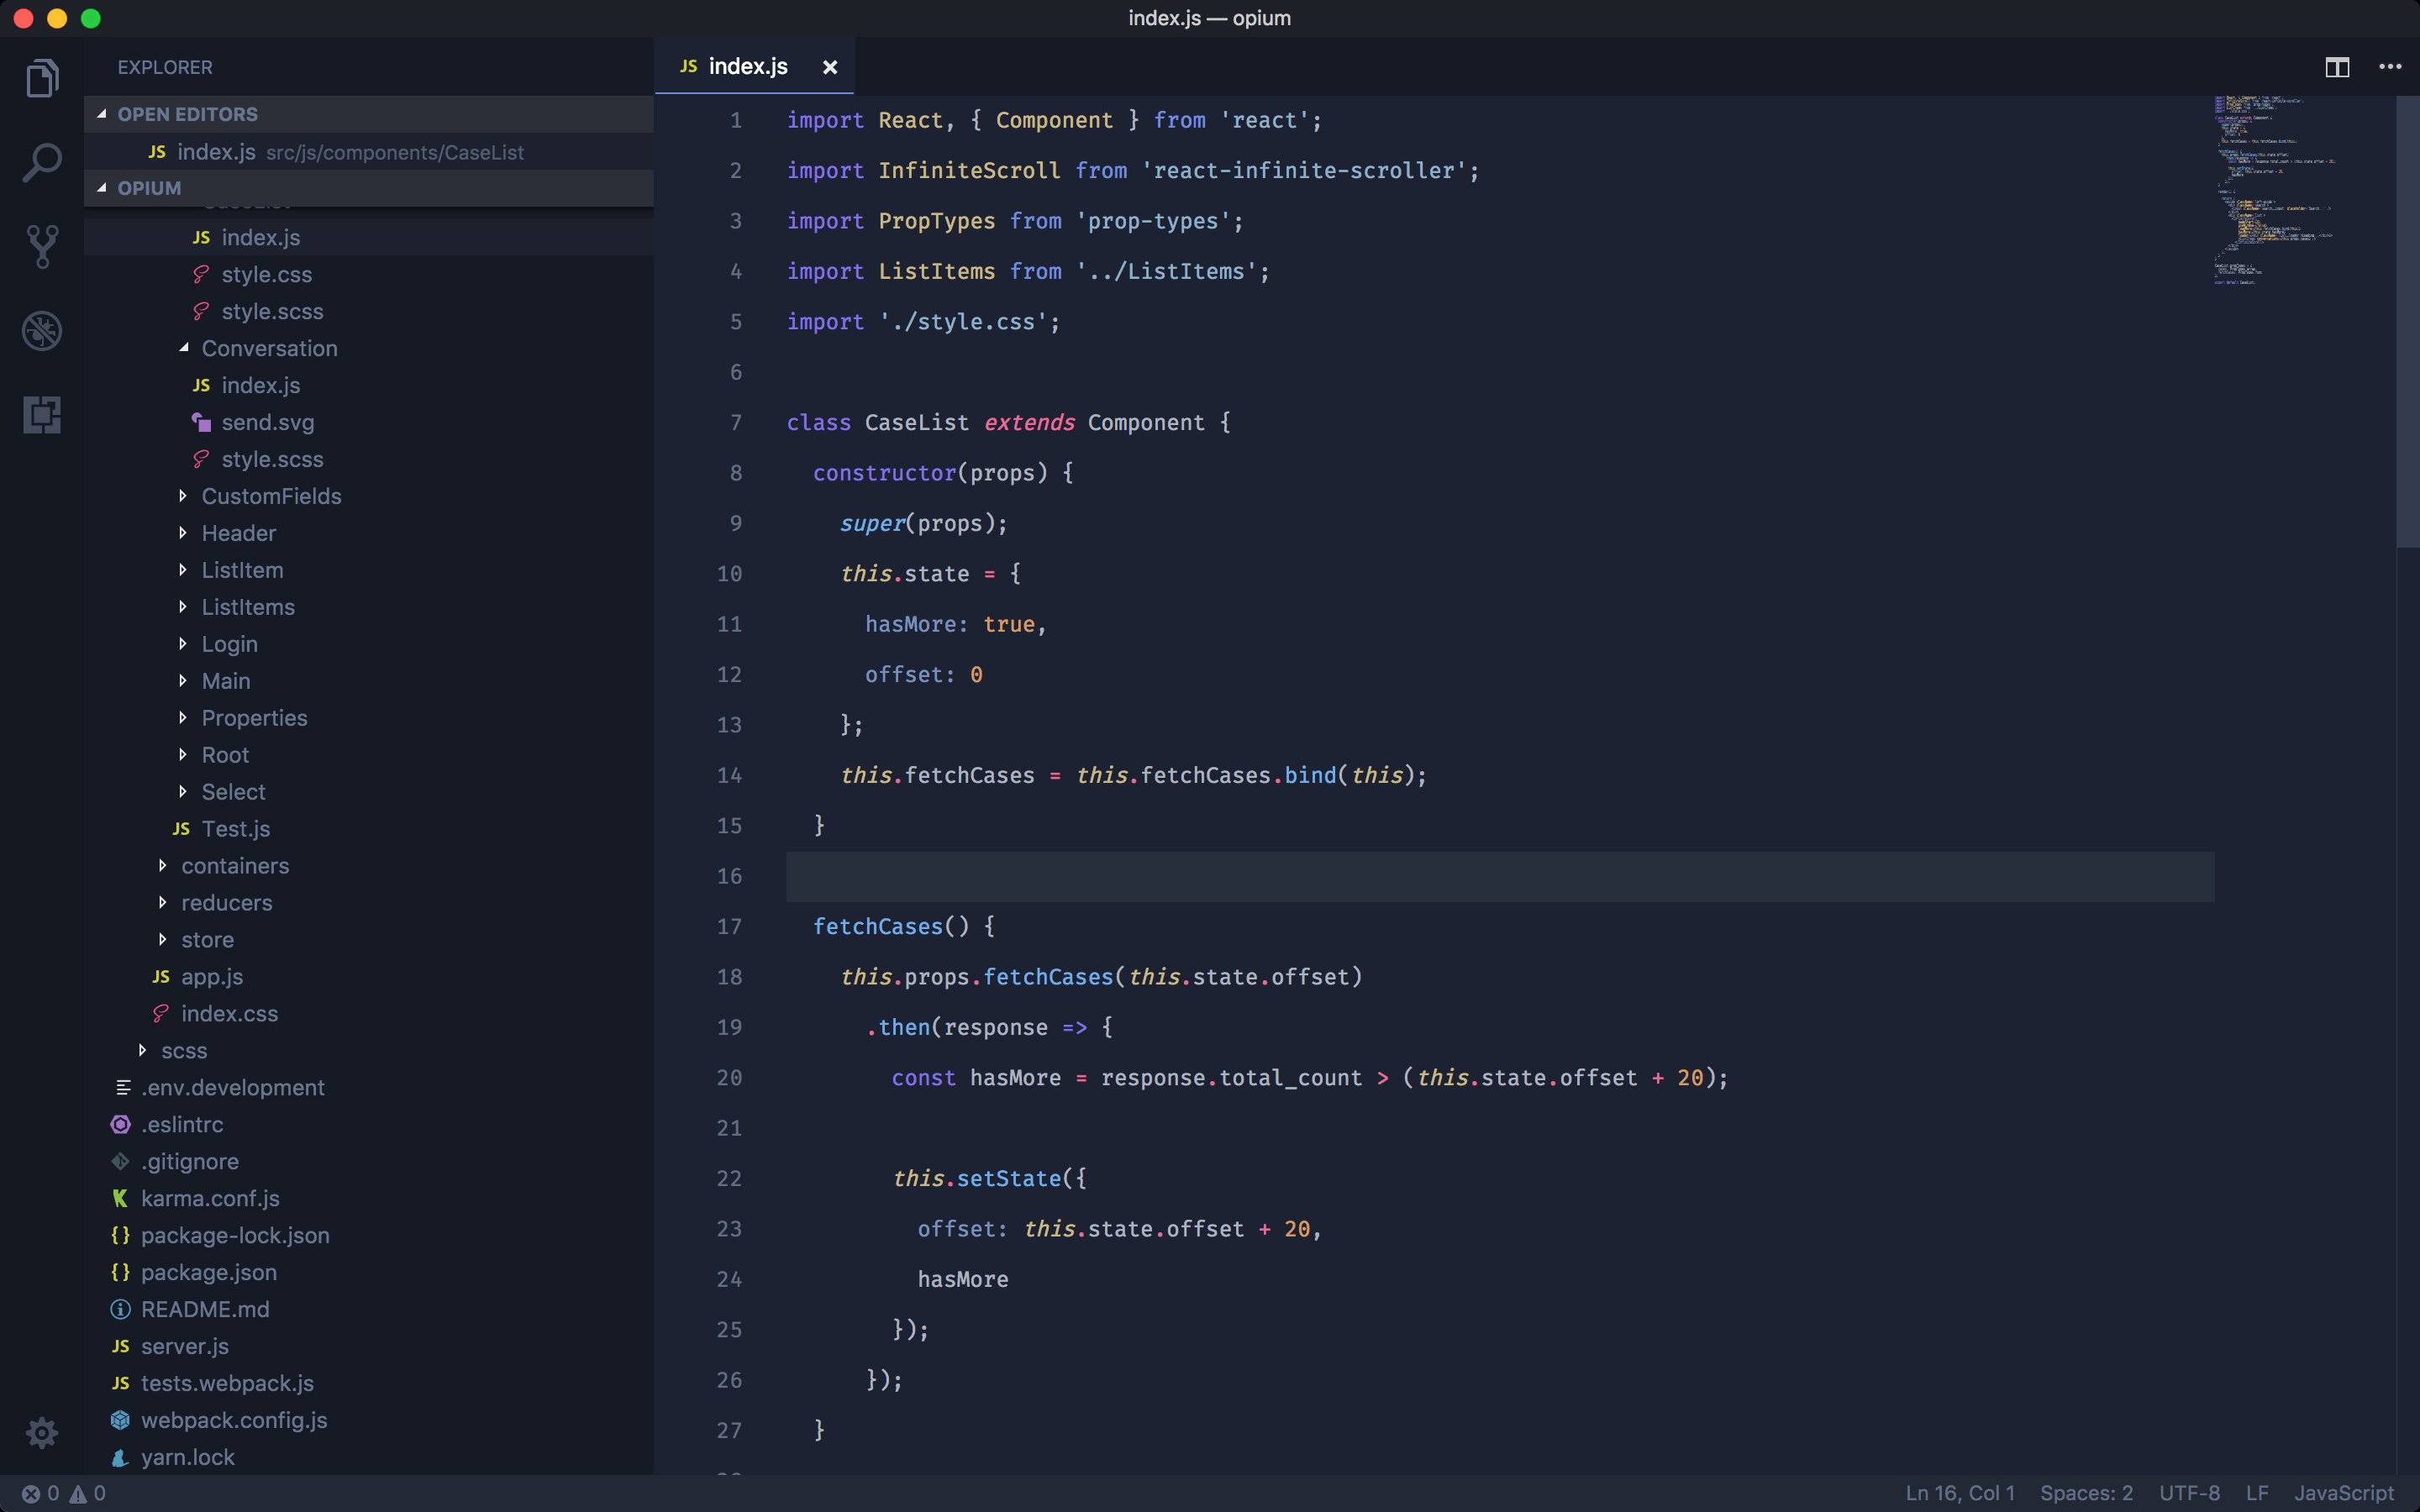 index.js — opium
EXPLORER
OPEN EDITORS
JS index.js src/js/components/CaseList
OPIUM
JS index.js
style.css
style.scss
Conversation
JS index.js
send.svg
style.scss
CustomFields
Header
ListItem
ListItems
Login
Main
Properties
Root
Select
JS Test.js
containers
reducers
store
JS app.js
index.css
scss
.env.development
.eslintrc
.gitignore
karma.conf.js
{} package-lock.json
{} package.json
README.md
JS server.js
JS tests.webpack.js
webpack.config.js
yarn.lock
JS index.js ×
1 import React, { Component } from 'react';
2 import InfiniteScroll from 'react-infinite-scroller';
3 import PropTypes from 'prop-types';
4 import ListItems from '../ListItems';
5 import './style.css';
6
7 class CaseList extends Component {
8 constructor(props) {
9 super(props);
10 this.state = {
11 hasMore: true,
12 offset: 0
13 };
14 this.fetchCases = this.fetchCases.bind(this);
15 }
16
17 fetchCases() {
18 this.props.fetchCases(this.state.offset)
19 .then(response => {
20 const hasMore = response.total_count > (this.state.offset + 20);
21
22 this.setState({
23 offset: this.state.offset + 20,
24 hasMore
25 });
26 });
27 }
0 0
Ln 16, Col 1 Spaces: 2 UTF-8 LF JavaScript